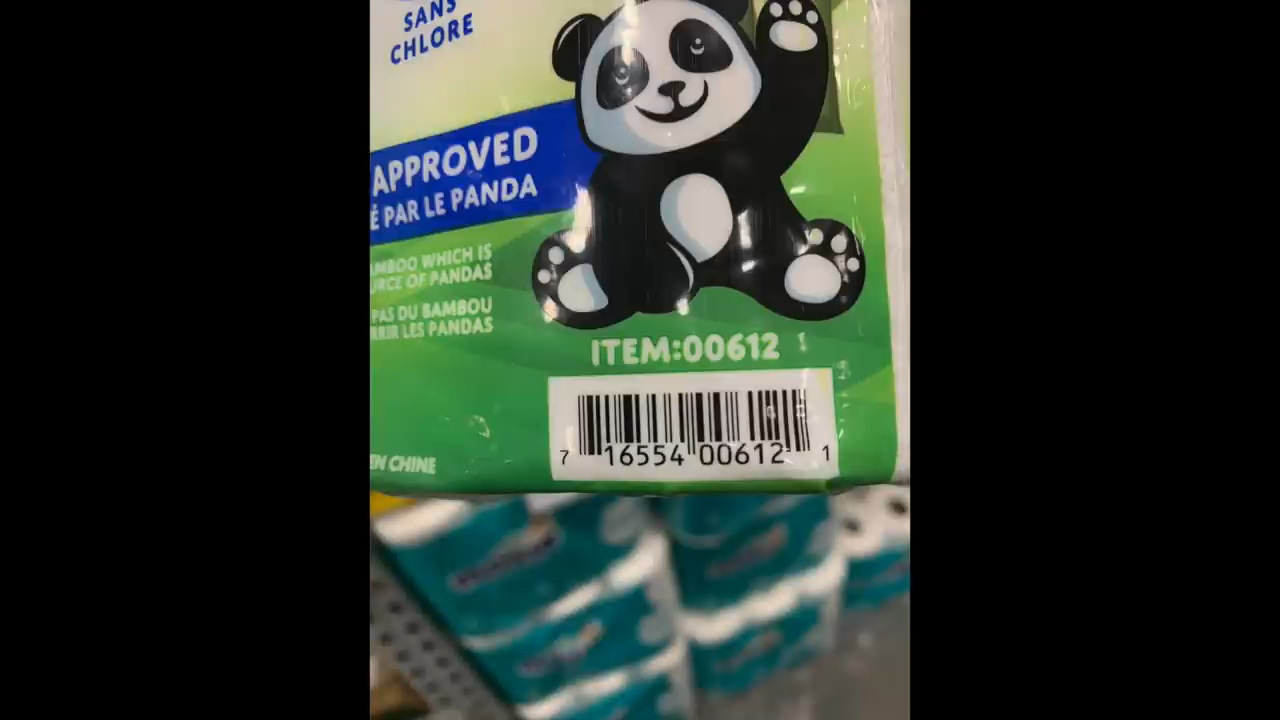 SANS
CHLORE
APPROVED
É PAR LE PANDA
AMBOO WHICH IS
URCE OF PANDAS
PAS DU BAMBOU
RRIR LES PANDAS
ITEM:00612
7 16554 00612 1
EN CHINE